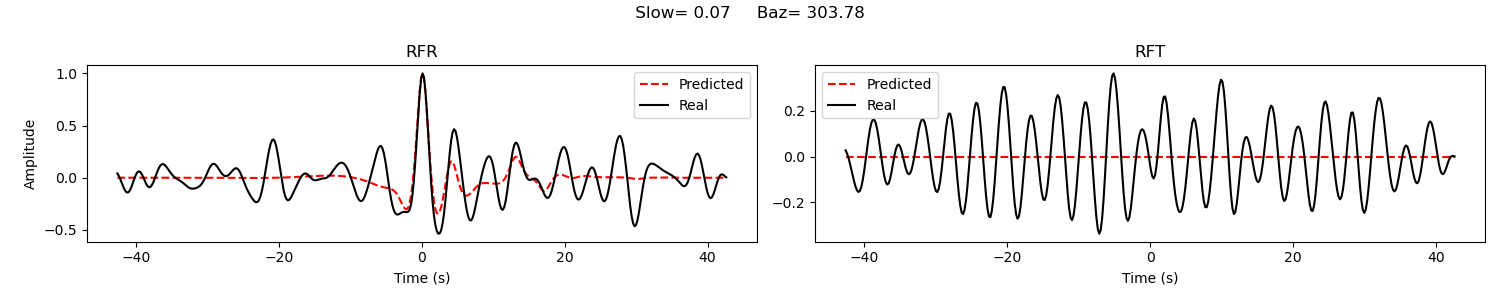 Slow= 0.07 Baz= 303.78
RFR
RFT
1.0
0.5
0.0
−0.5
Amplitude
Predicted
Real
−40
−20
0
20
40
Time (s)
0.2
0.0
−0.2
Predicted
Real
−40
−20
0
20
40
Time (s)